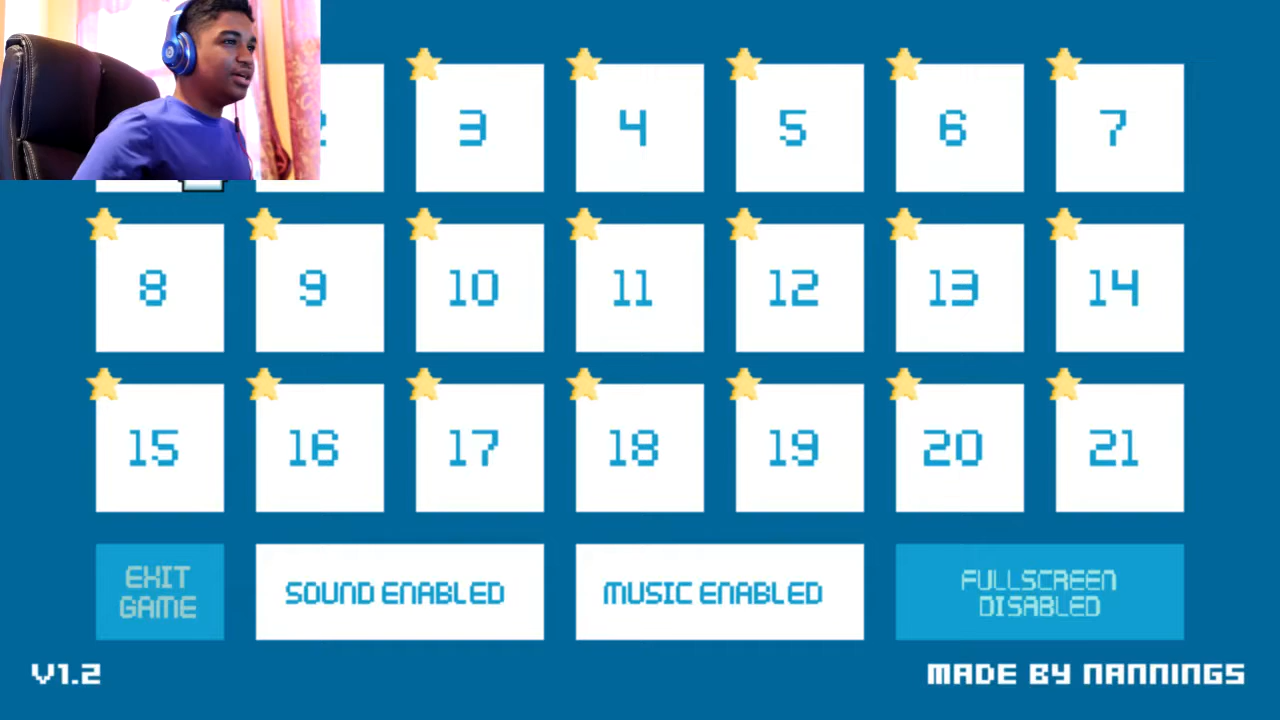 3 4 5 6 7
8 9 10 11 12 13 14
15 16 17 18 19 20 21
EXIT
GAME
SOUND ENABLED
MUSIC ENABLED
FULLSCREEN
DISABLED
V1.2
MADE BY NANNINGS